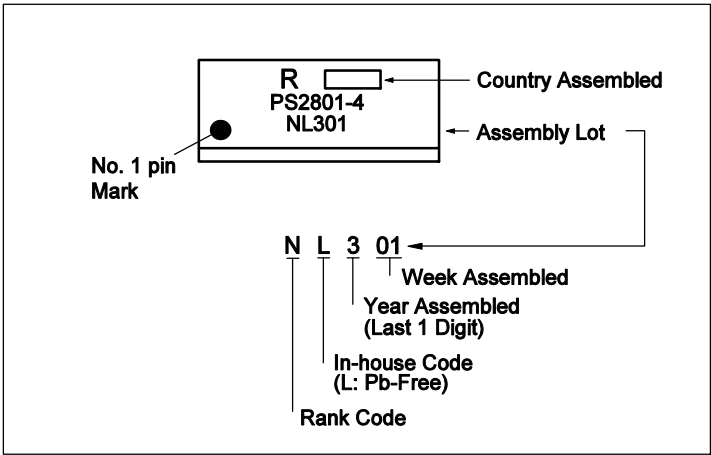 R
Country Assembled
PS2801-4
NL301
Assembly Lot
No. 1 pin
Mark
N L 3 01
Week Assembled
Year Assembled
(Last 1 Digit)
In-house Code
(L: Pb-Free)
Rank Code